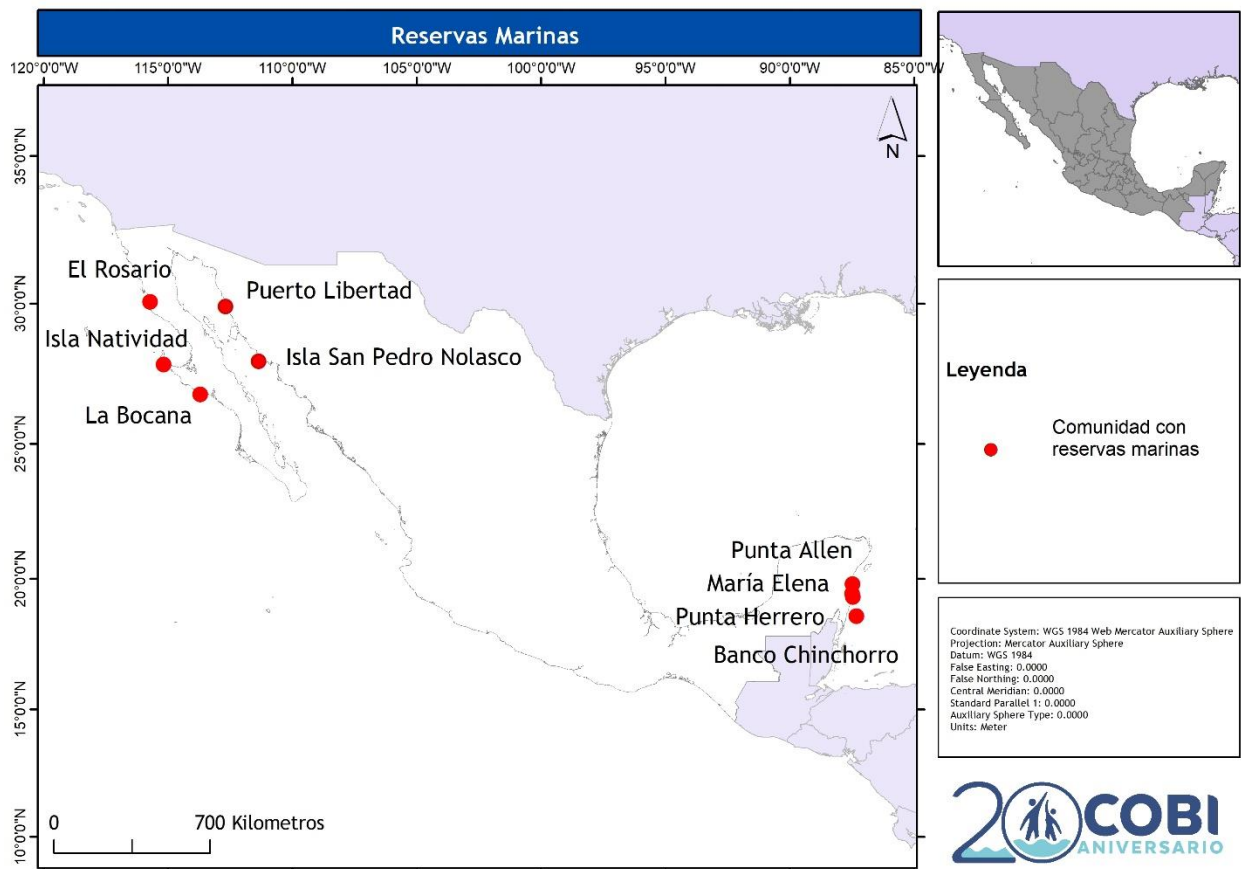 Reservas Marinas
120°0'0"W 115°0'0"W 110°0'0"W 105°0'0"W 100°0'0"W 95°0'0"W 90°0'0"W 85°0'0"W
35°0'0"N
30°0'0"N
25°0'0"N
20°0'0"N
15°0'0"N
10°0'0"N
N
El Rosario
Puerto Libertad
Isla Natividad
Isla San Pedro Nolasco
La Bocana
Punta Allen
María Elena
Punta Herrero
Banco Chinchorro
0 700 Kilometros
Leyenda
Comunidad con
reservas marinas
Coordinate System: WGS 1984 Web Mercator Auxiliary Sphere
Projection: Mercator Auxiliary Sphere
Datum: WGS 1984
False Easting: 0.0000
False Northing: 0.0000
Central Meridian: 0.0000
Standard Parallel 1: 0.0000
Auxiliary Sphere Type: 0.0000
Units: Meter
20 COBI
ANIVERSARIO